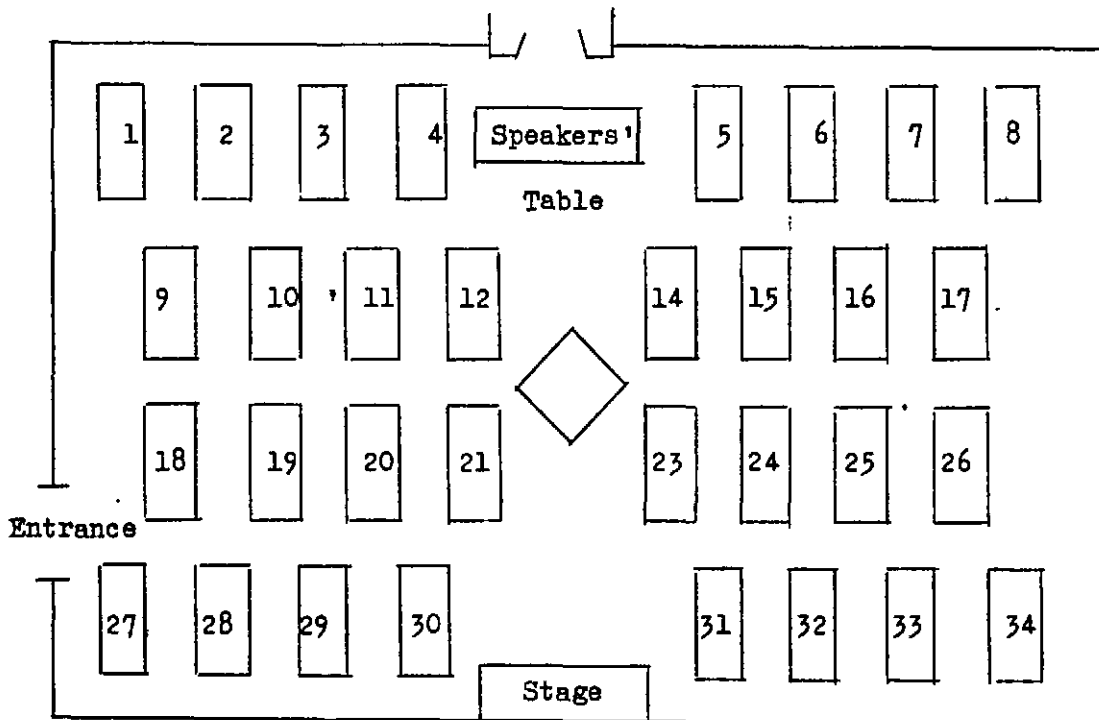 1 2 3 4 Speakers' 5 6 7 8
Table
9 10 11 12 14 15 16 17
18 19 20 21 23 24 25 26
Entrance
27 28 29 30 31 32 33 34
Stage